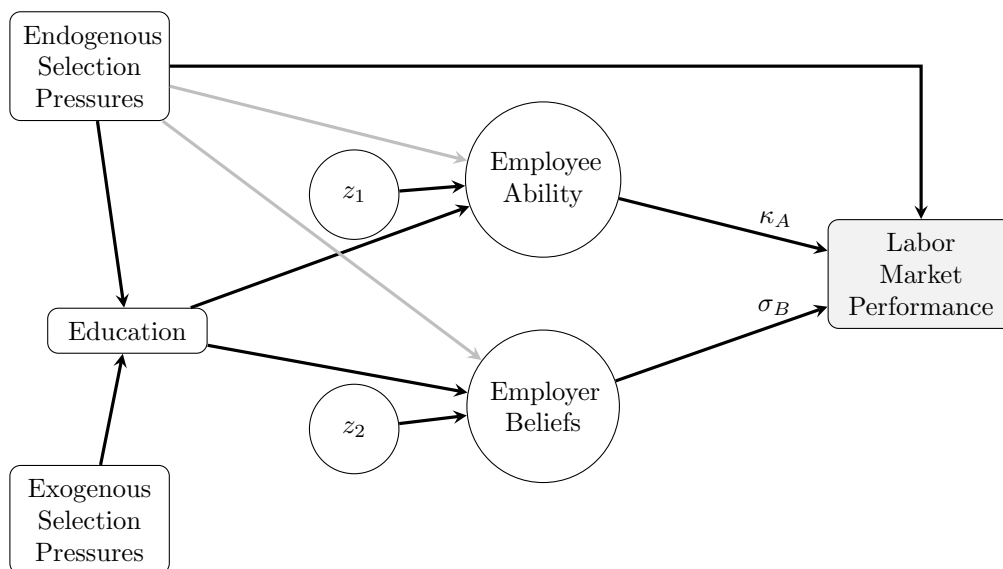 Endogenous
Selection
Pressures
Employee
Ability
z₁
κ_A
Labor
Market
Performance
σ_B
Education
Employer
Beliefs
z₂
Exogenous
Selection
Pressures